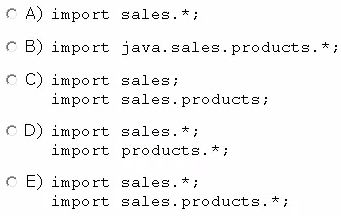 A) import sales.*;
B) import java.sales.products.*;
C) import sales;
import sales.products;
D) import sales.*;
import products.*;
E) import sales.*;
import sales.products.*;